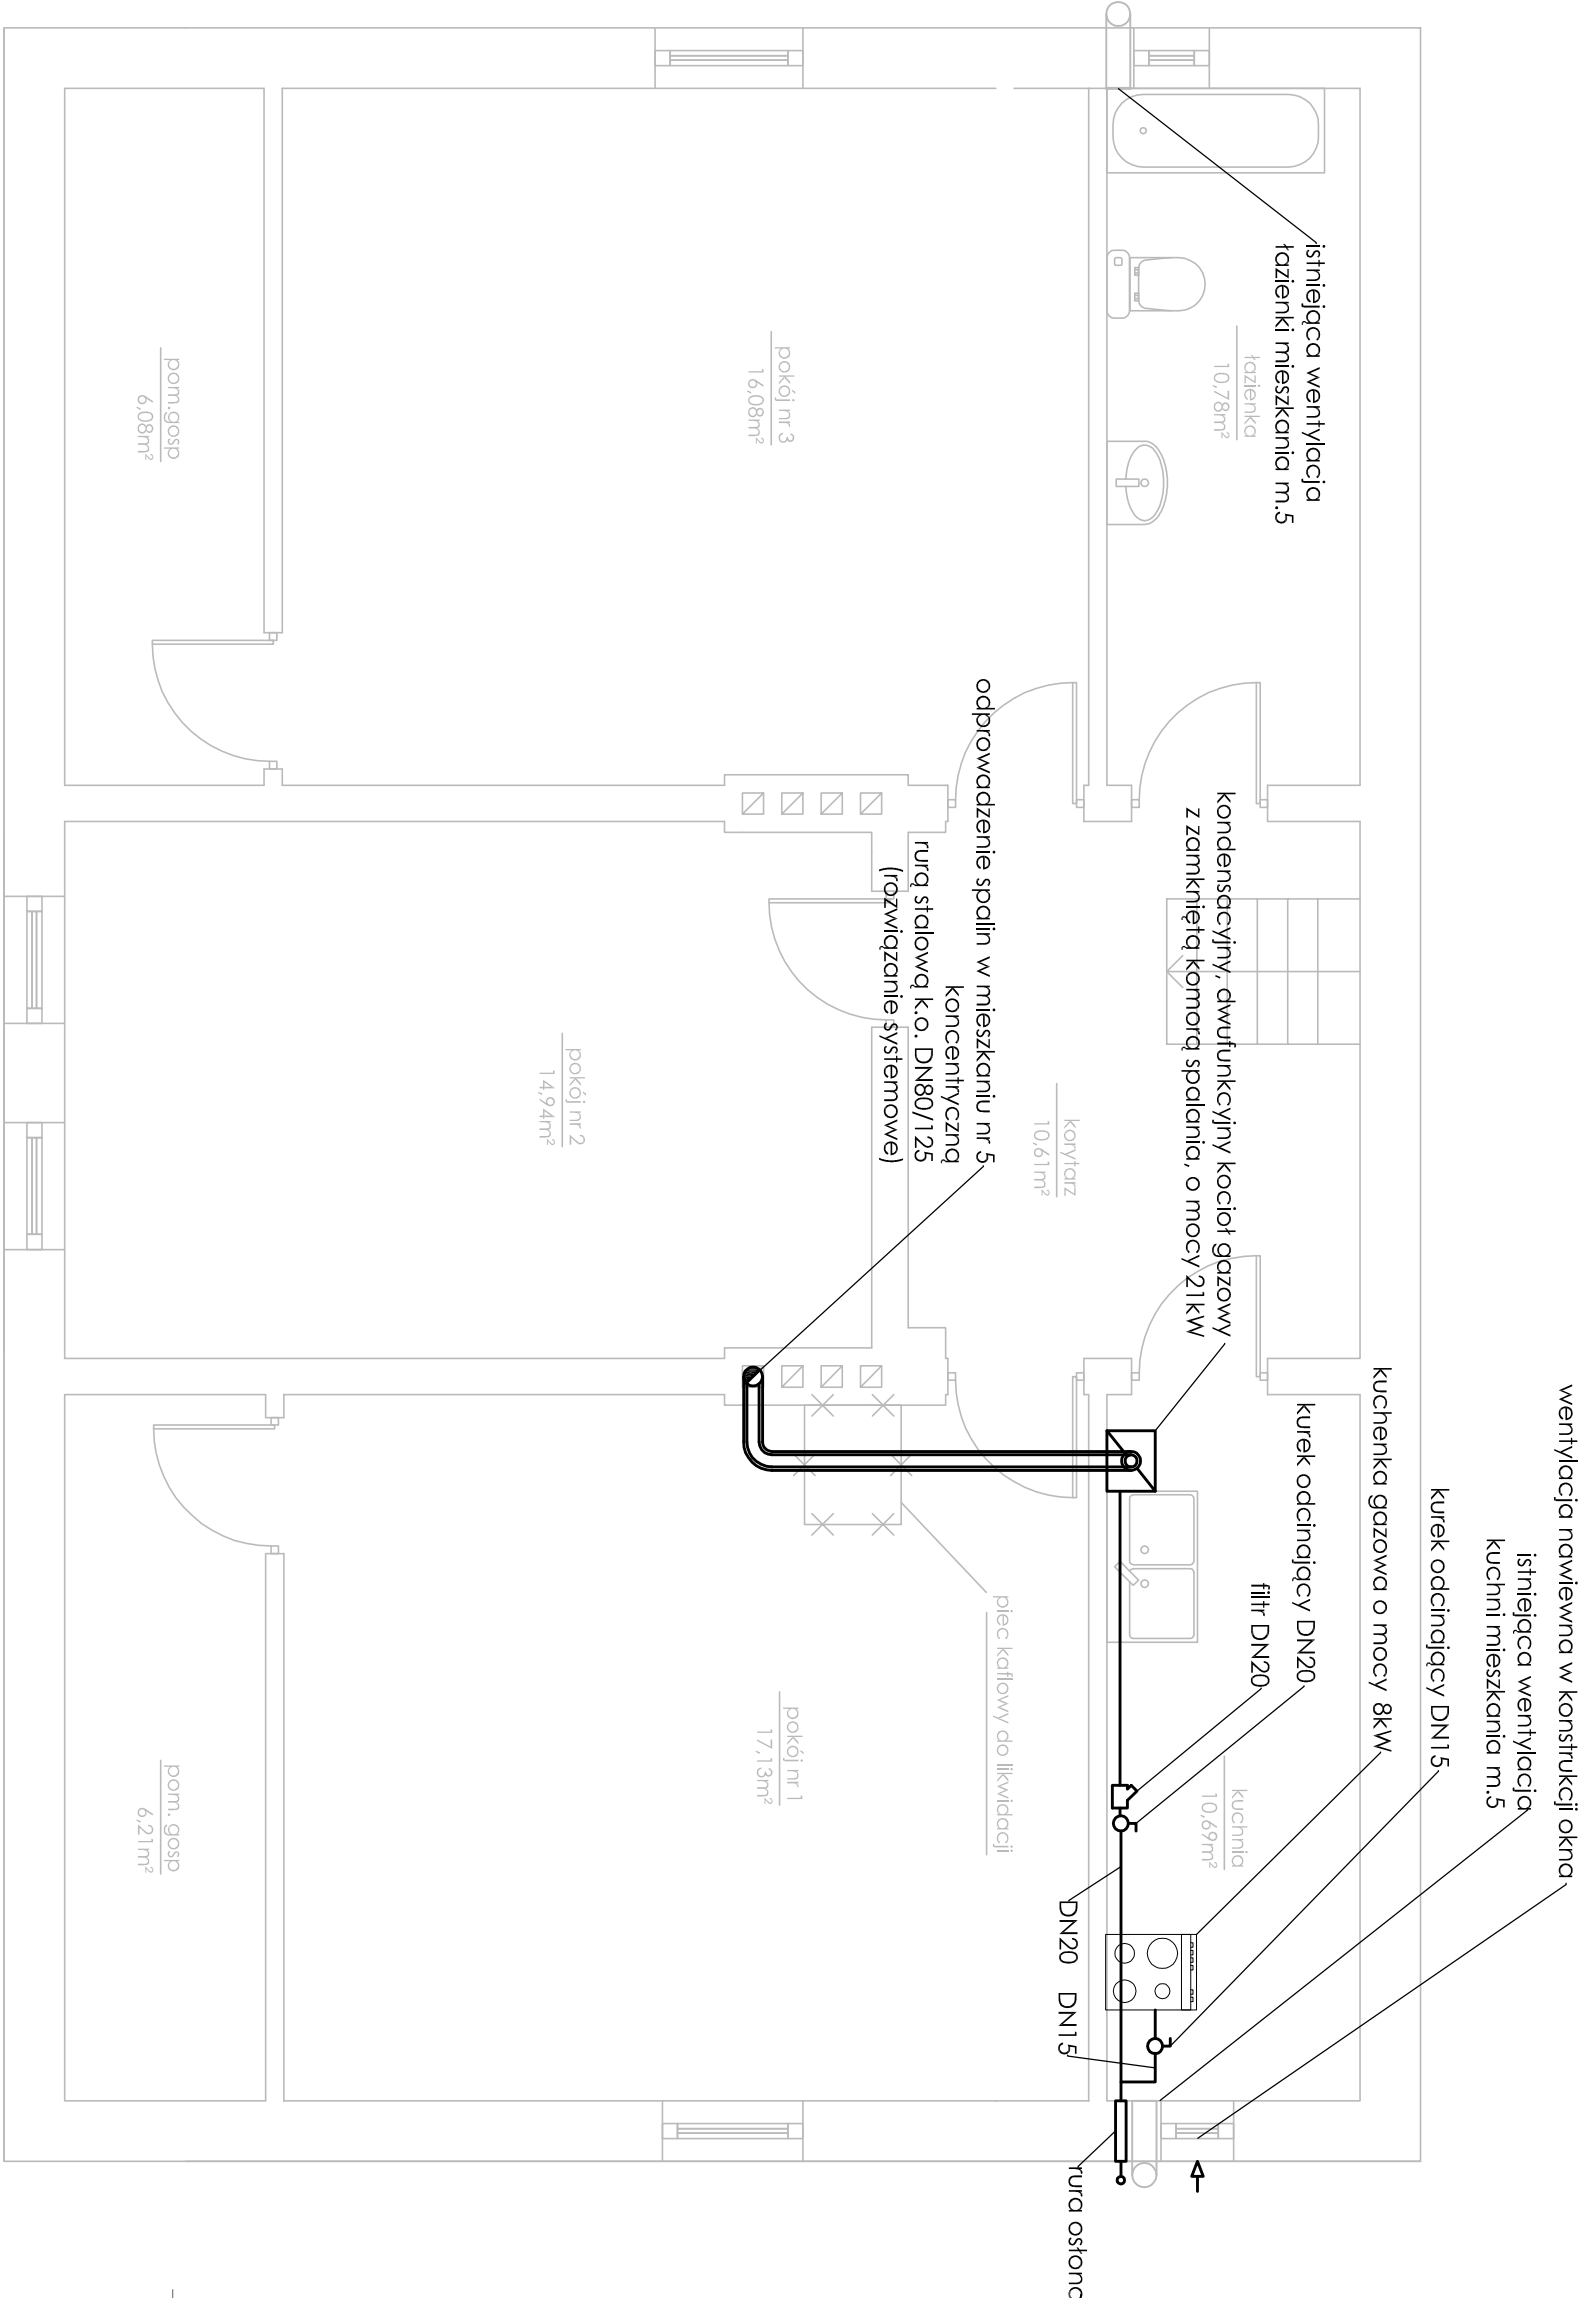 wentylacja nawiewna w konstrukcji okna
istniejąca wentylacja
kuchni mieszkania m.5
kurek odcinający DN15
kuchenka gazowa o mocy 8kW
kurek odcinający DN20
filtr DN20
istniejąca wentylacja
łazienki mieszkania m.5
łazienka
10,78m²
kondensacyjny, dwufunkcyjny kocioł gazowy
z zamkniętą komorą spalania, o mocy 21kW
kuchnia
10,69m²
korytarz
10,61m²
DN20
DN15
rura osłono
odprowadzenie spalin w mieszkaniu nr 5
koncentryczną
rurą stalową k.o. DN80/125
(rozwiązanie systemowe)
piec kaflowy do likwidacji
pokój nr 3
16,08m²
pokój nr 1
17,13m²
pokój nr 2
14,94m²
pom.gosp
6,08m²
pom. gosp
6,21m²